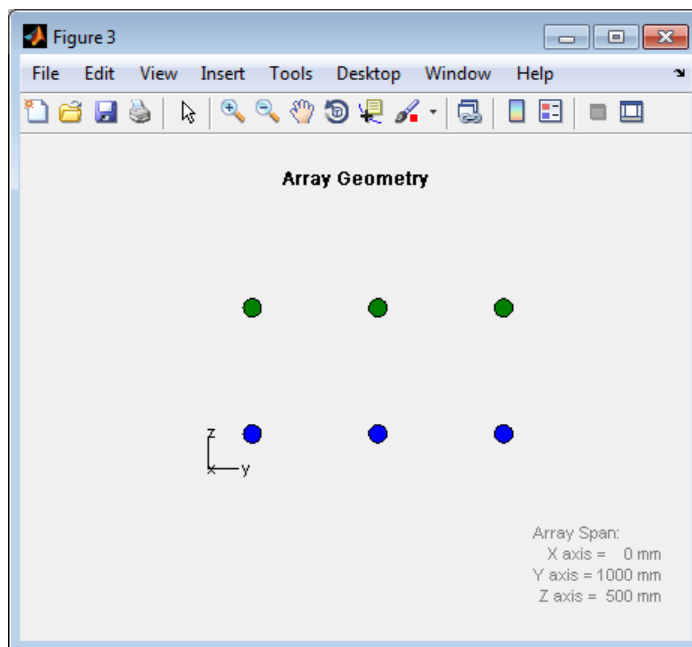 Figure 3
File Edit View Insert Tools Desktop Window Help
Array Geometry
z
x y
Array Span:
X axis = 0 mm
Y axis = 1000 mm
Z axis = 500 mm